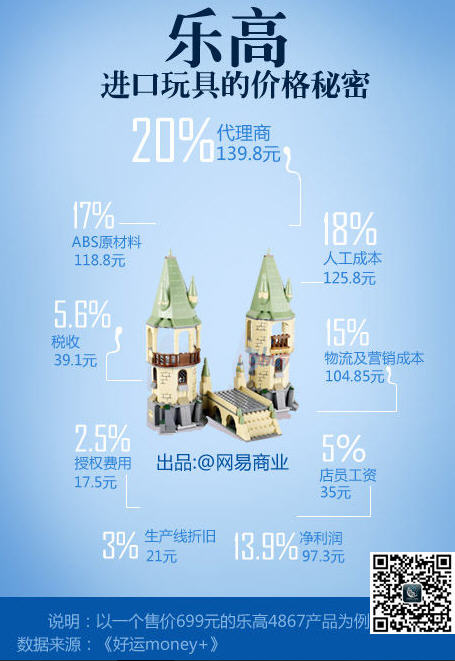 乐高
进口玩具的价格秘密
20% 代理商
139.8元
17%
ABS原材料
118.8元
18%
人工成本
125.8元
5.6%
税收
39.1元
15%
物流及营销成本
104.85元
2.5%
授权费用
17.5元
出品:@网易商业
5%
店员工资
35元
3% 生产线折旧
21元
13.9% 净利润
97.3元
说明：以一个售价699元的乐高4867产品为例
数据来源：《好运money+》